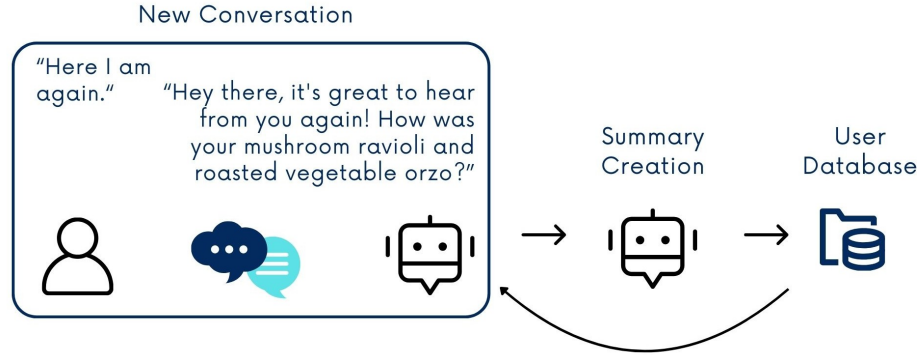 New Conversation
“Here I am
again.“
“Hey there, it's great to hear
from you again! How was
your mushroom ravioli and
roasted vegetable orzo?”
Summary
Creation
User
Database